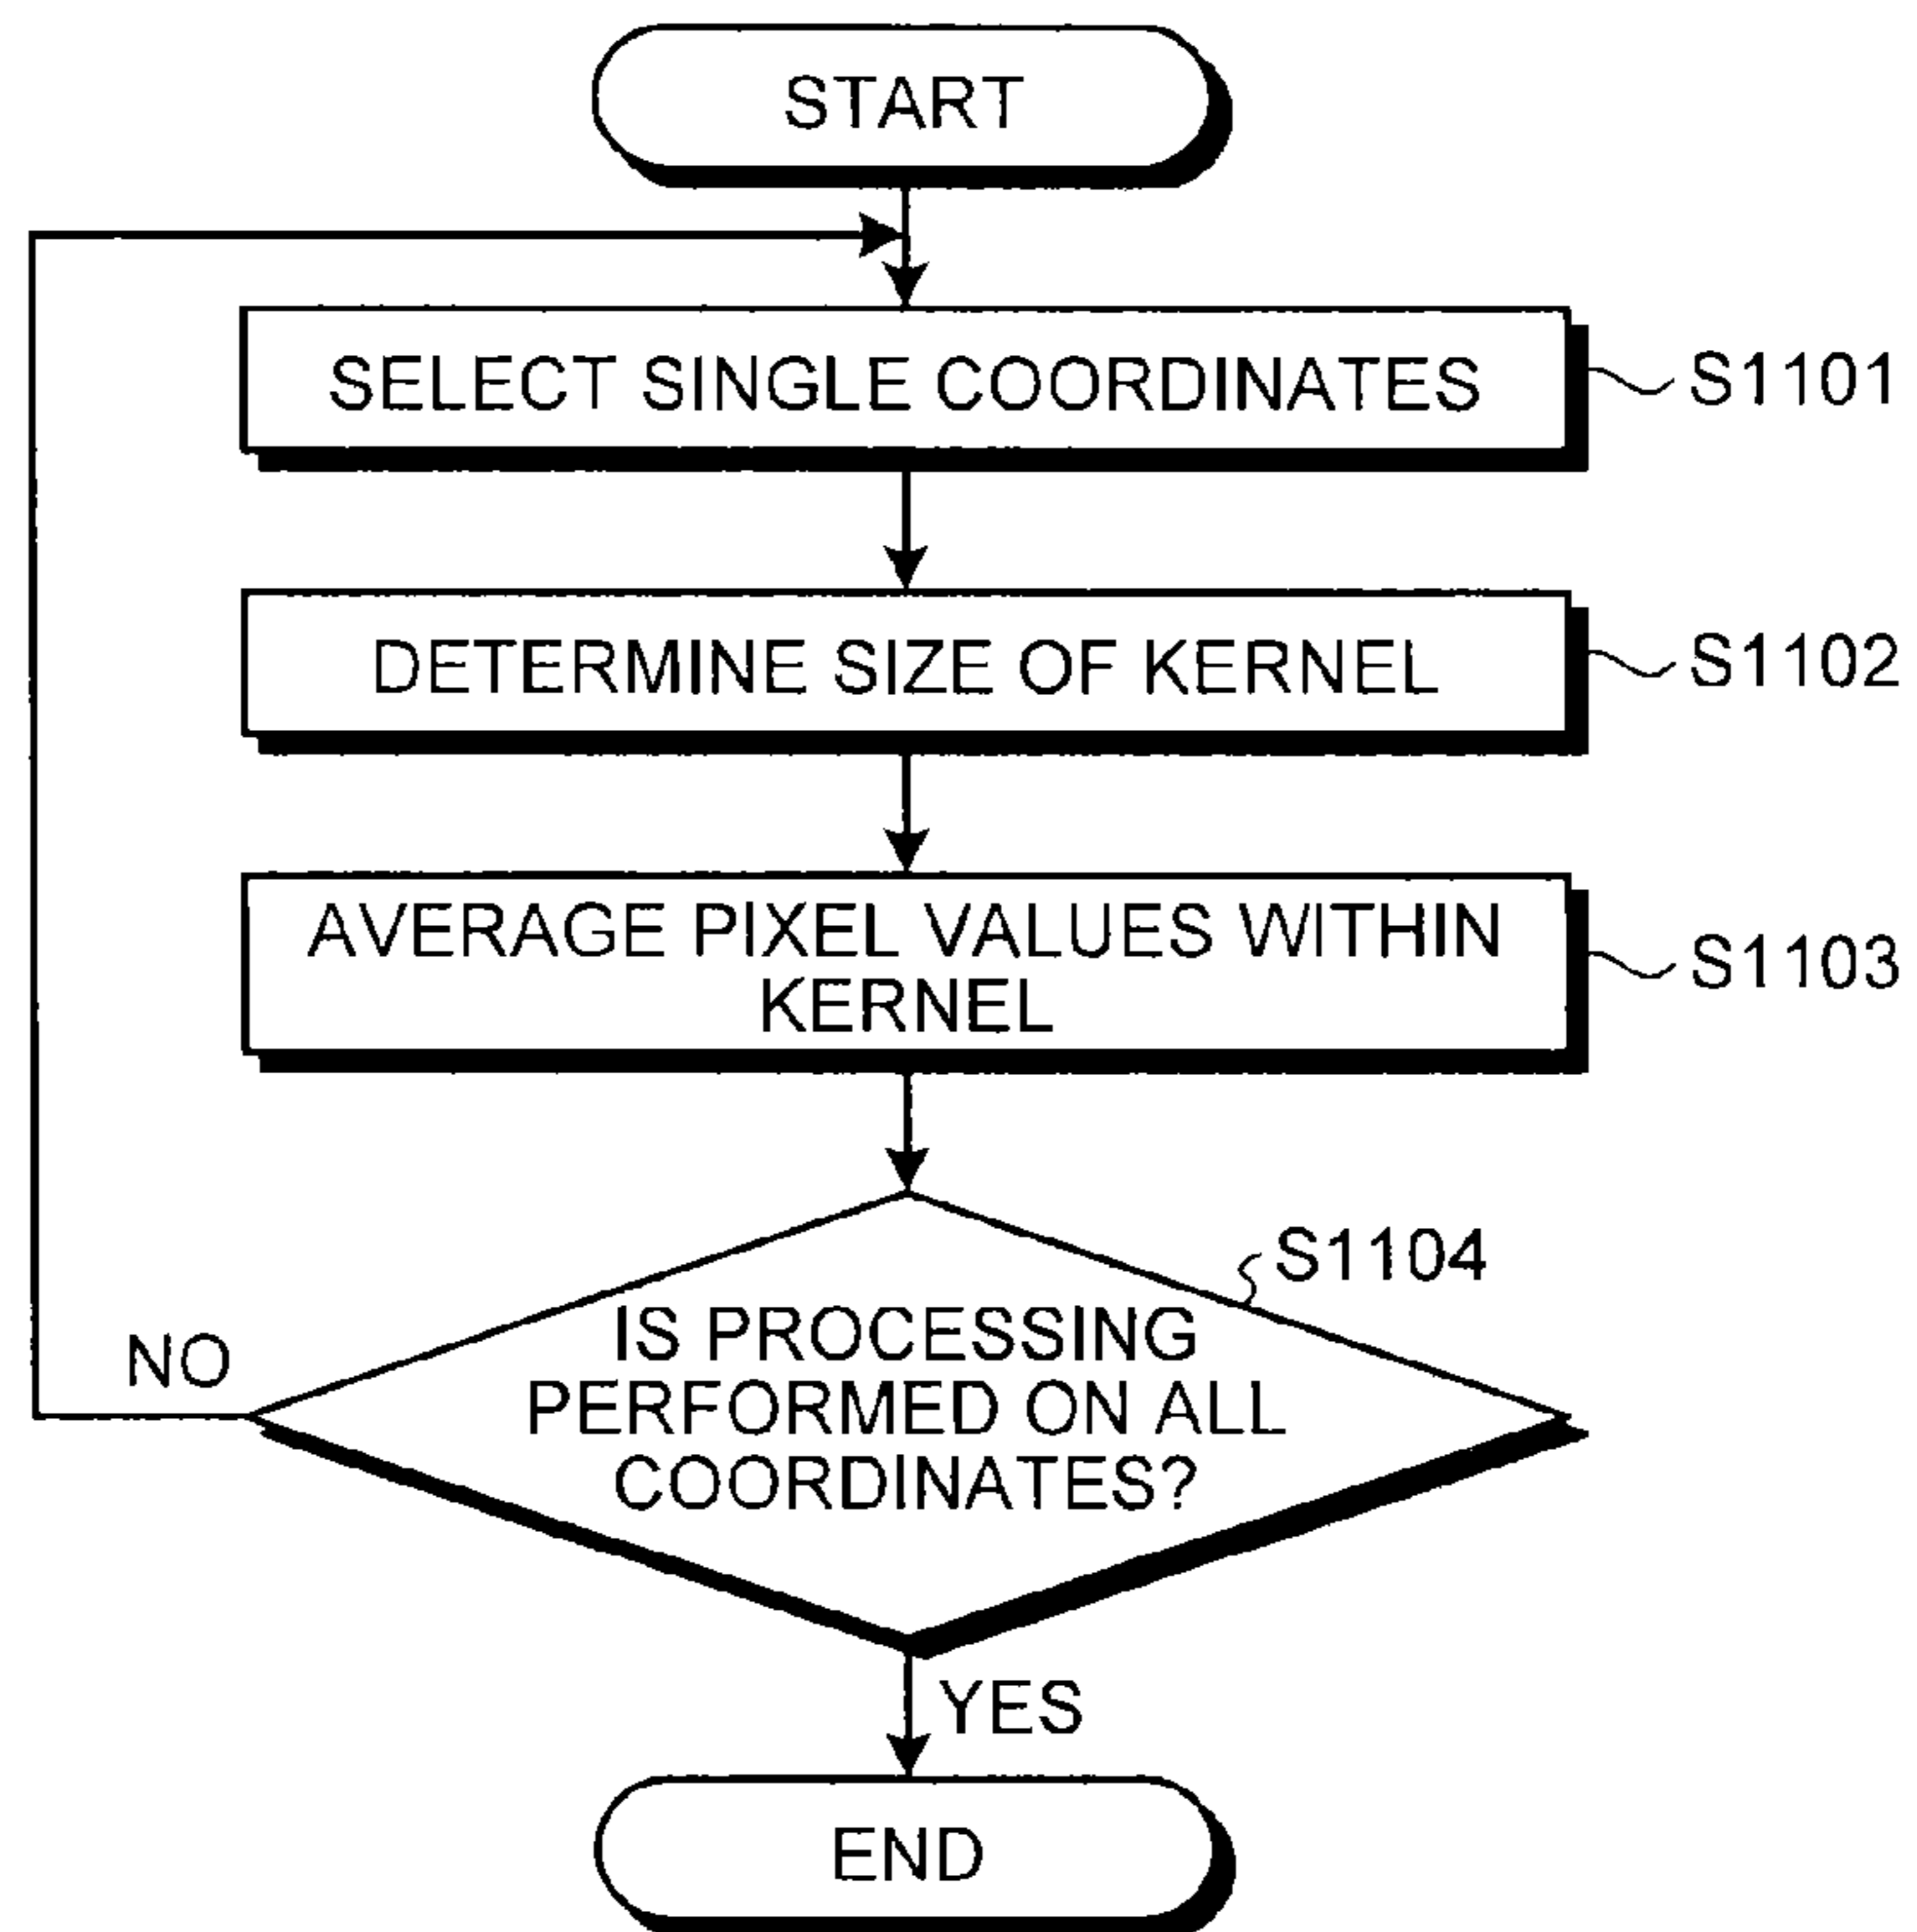 START
SELECT SINGLE COORDINATES
S1101
DETERMINE SIZE OF KERNEL
S1102
AVERAGE PIXEL VALUES WITHIN
KERNEL
S1103
S1104
IS PROCESSING
PERFORMED ON ALL
COORDINATES?
NO
YES
END